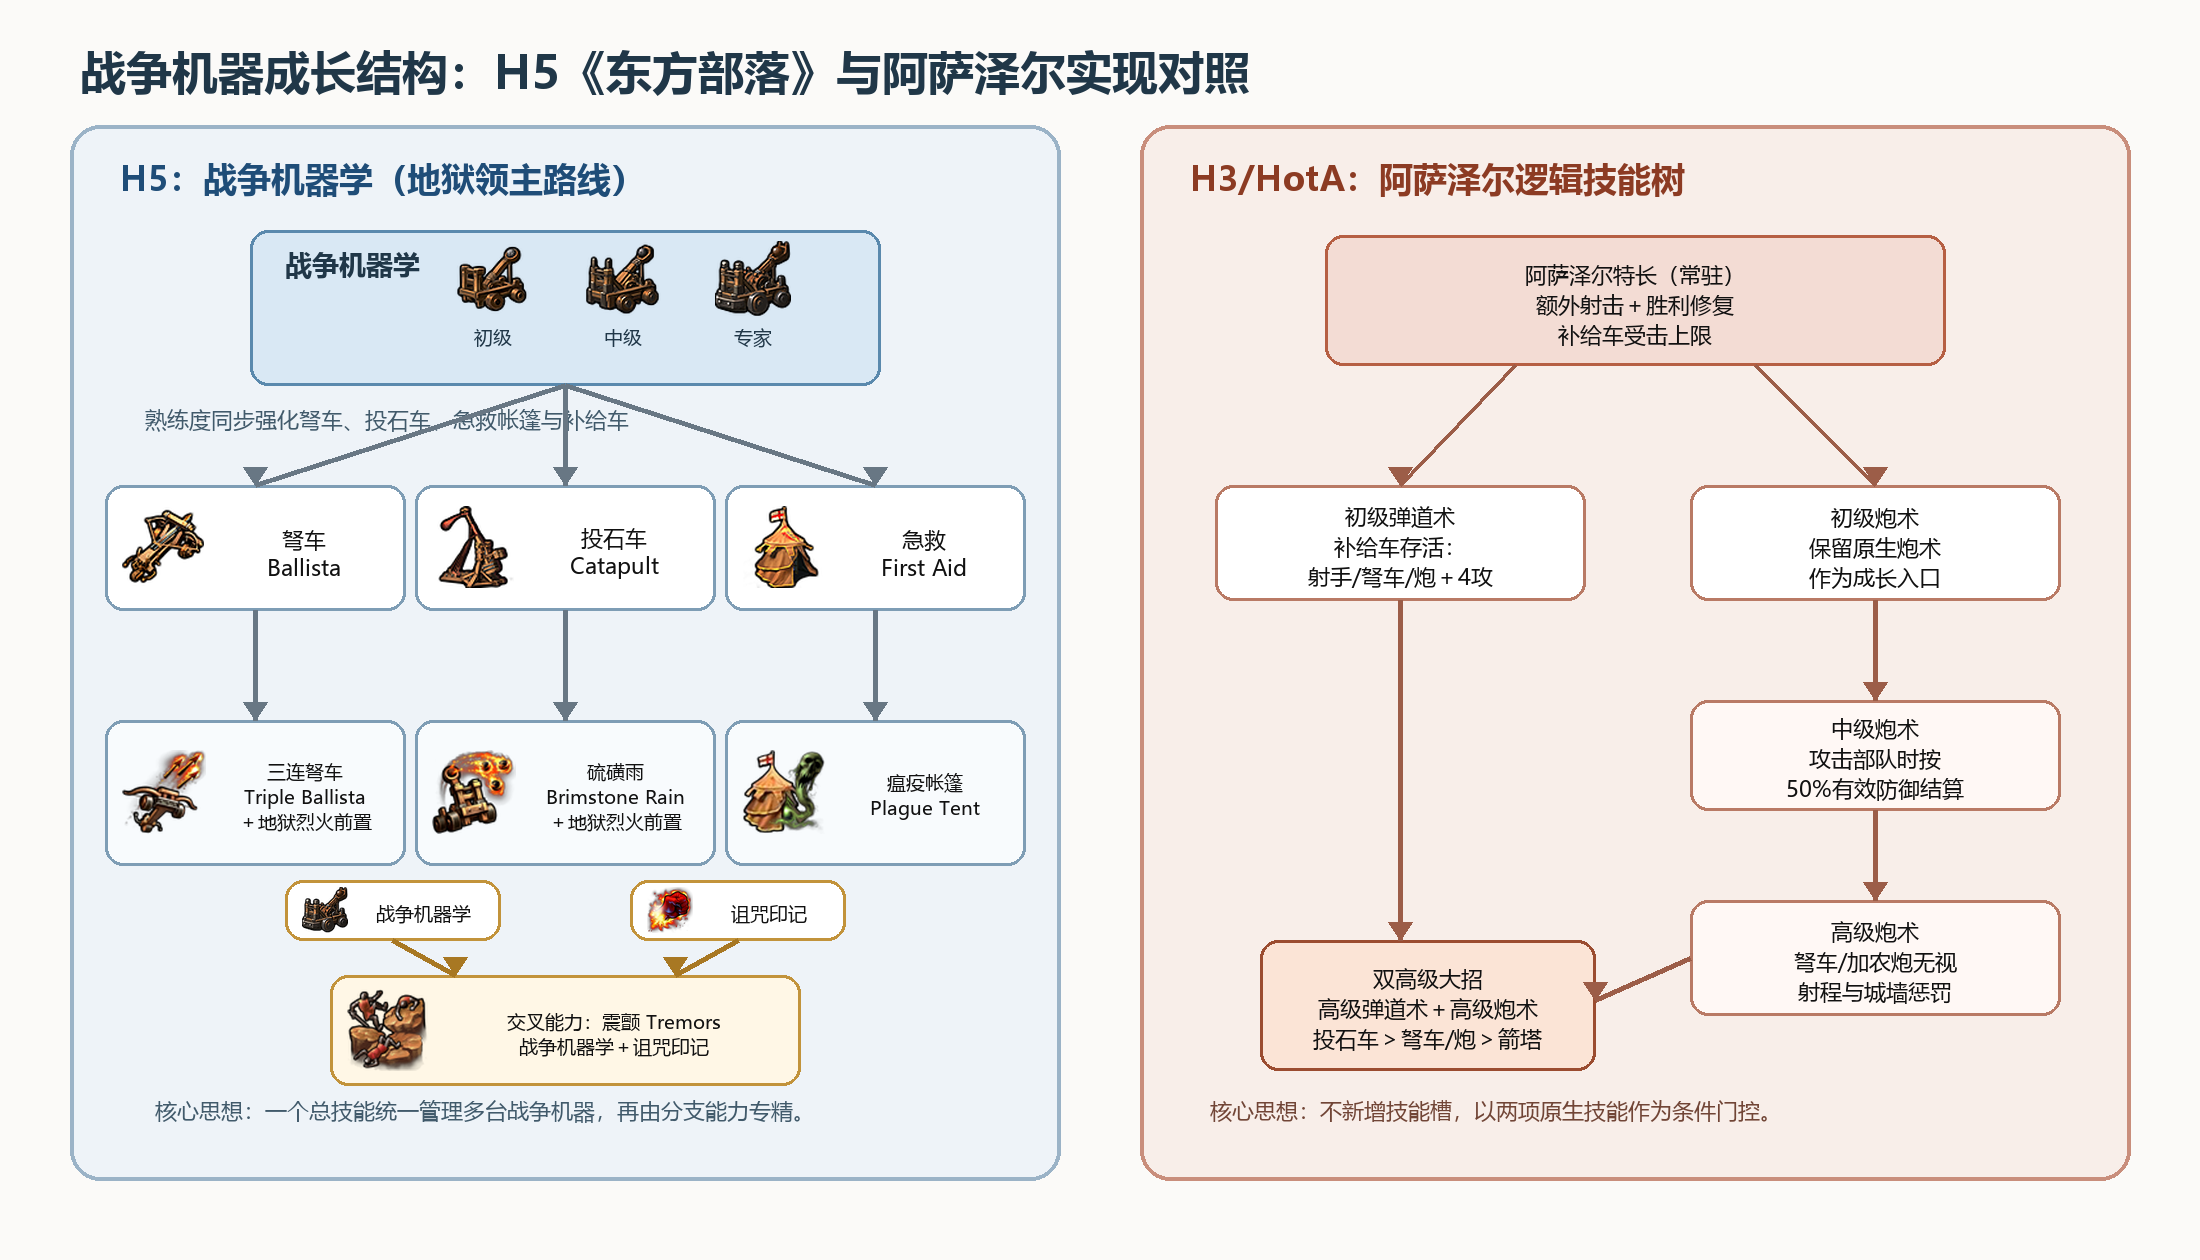 战争机器成长结构：H5《东方部落》与阿萨泽尔实现对照
H5：战争机器学（地狱领主路线）
战争机器学
初级
中级
专家
熟练度同步强化弩车、投石车、急救帐篷与补给车
弩车
Ballista
投石车
Catapult
急救
First Aid
三连弩车
Triple Ballista
+ 地狱烈火前置
硫磺雨
Brimstone Rain
+ 地狱烈火前置
瘟疫帐篷
Plague Tent
战争机器学
诅咒印记
交叉能力：震颤 Tremors
战争机器学 + 诅咒印记
核心思想：一个总技能统一管理多台战争机器，再由分支能力专精。
H3/HotA：阿萨泽尔逻辑技能树
阿萨泽尔特长（常驻）
额外射击 + 胜利修复
补给车受击上限
初级弹道术
补给车存活：
射手/弩车/炮 + 4攻
初级炮术
保留原生炮术
作为成长入口
中级炮术
攻击部队时按
50%有效防御结算
高级炮术
弩车/加农炮无视
射程与城墙惩罚
双高级大招
高级弹道术 + 高级炮术
投石车 > 弩车/炮 > 箭塔
核心思想：不新增技能槽，以两项原生技能作为条件门控。